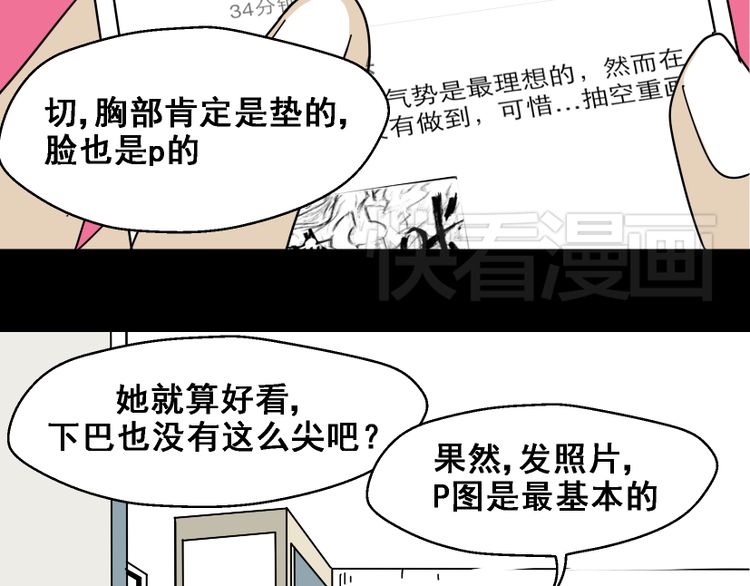 34分钟
切,胸部肯定是垫的,
脸也是p的
气势是最理想的，然而在
有做到，可惜…抽空重画
快看漫画
她就算好看,
下巴也没有这么尖吧?
果然,发照片,
P图是最基本的